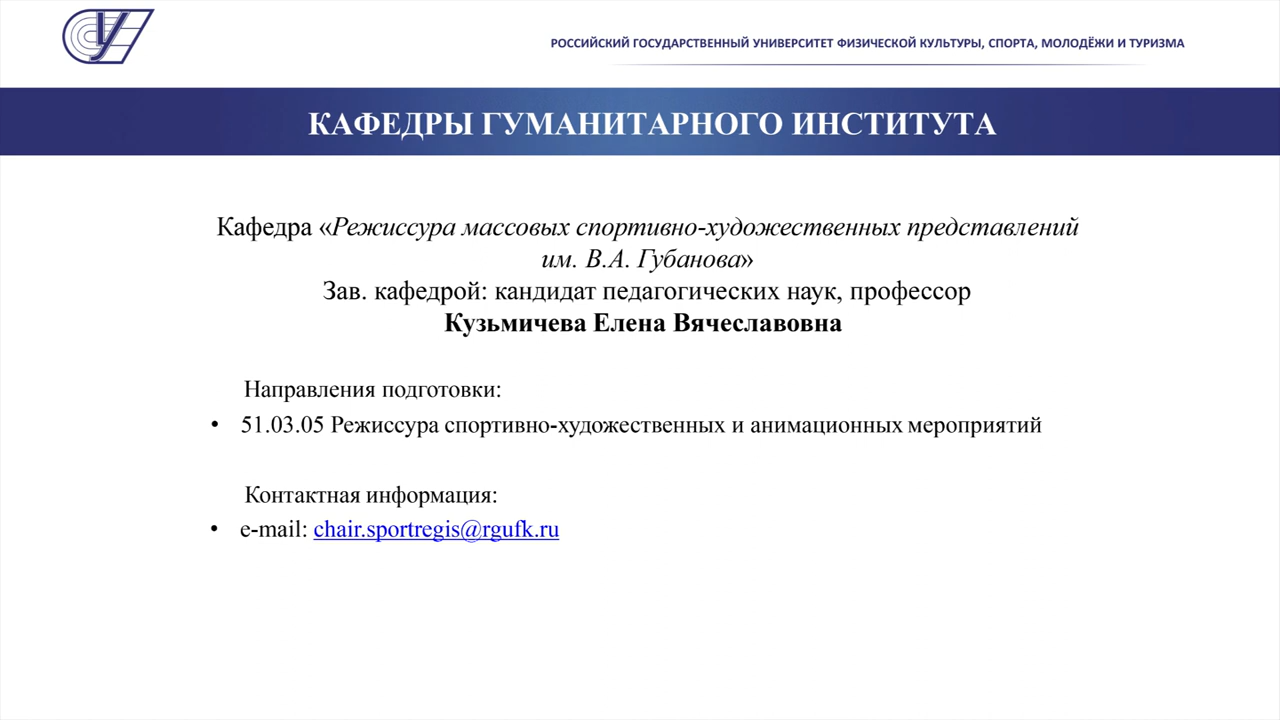 РОССИЙСКИЙ ГОСУДАРСТВЕННЫЙ УНИВЕРСИТЕТ ФИЗИЧЕСКОЙ КУЛЬТУРЫ, СПОРТА, МОЛОДЁЖИ И ТУРИЗМА
КАФЕДРЫ ГУМАНИТАРНОГО ИНСТИТУТА
Кафедра «Режиссура массовых спортивно-художественных представлений
им. В.А. Губанова»
Зав. кафедрой: кандидат педагогических наук, профессор
Кузьмичева Елена Вячеславовна
Направления подготовки:
• 51.03.05 Режиссура спортивно-художественных и анимационных мероприятий
Контактная информация:
• e-mail: chair.sportregis@rgufk.ru